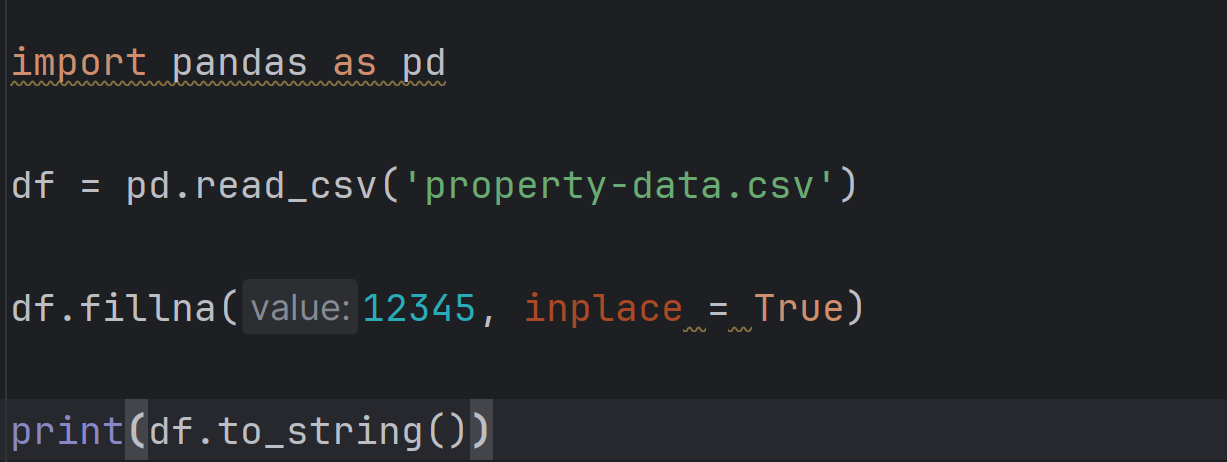 import pandas as pd
df = pd.read_csv('property-data.csv')
df.fillna(value:12345, inplace = True)
print(df.to_string())